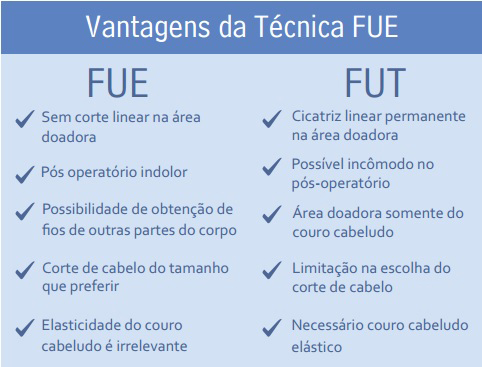 Vantagens da Técnica FUE
FUE
Sem corte linear na área
doadora
Pós operatório indolor
Possibilidade de obtenção de
fios de outras partes do corpo
Corte de cabelo do tamanho
que preferir
Elasticidade do couro
cabeludo é irrelevante
FUT
Cicatriz linear permanente
na área doadora
Possível incômodo no
pós-operatório
Área doadora somente do
couro cabeludo
Limitação na escolha do
corte de cabelo
Necessário couro cabeludo
elástico